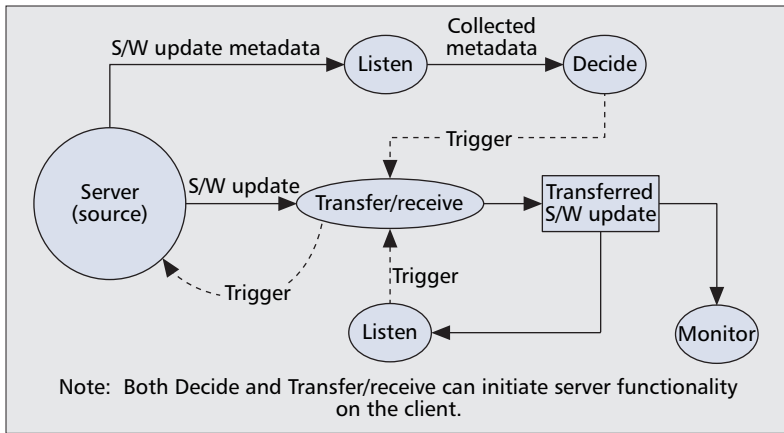 S/W update metadata
Listen
Collected
metadata
Decide
Trigger
Server
(source)
S/W update
Transfer/receive
Transferred
S/W update
Trigger
Trigger
Listen
Monitor
Note: Both Decide and Transfer/receive can initiate server functionality
on the client.